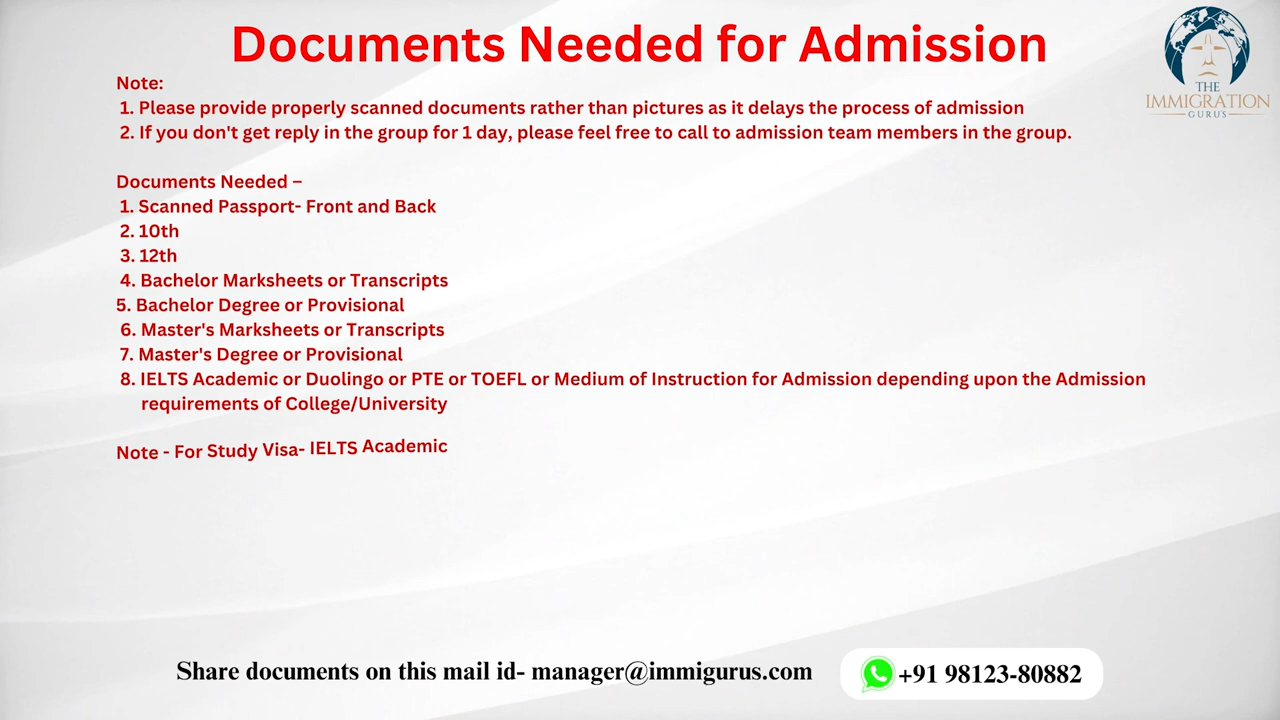 Documents Needed for Admission
THE
IMMIGRATION
GURUS
Note:
1. Please provide properly scanned documents rather than pictures as it delays the process of admission
2. If you don't get reply in the group for 1 day, please feel free to call to admission team members in the group.
Documents Needed –
1. Scanned Passport- Front and Back
2. 10th
3. 12th
4. Bachelor Marksheets or Transcripts
5. Bachelor Degree or Provisional
6. Master's Marksheets or Transcripts
7. Master's Degree or Provisional
8. IELTS Academic or Duolingo or PTE or TOEFL or Medium of Instruction for Admission depending upon the Admission
requirements of College/University
Note - For Study Visa- IELTS Academic
Share documents on this mail id- manager@immigurus.com
+91 98123-80882